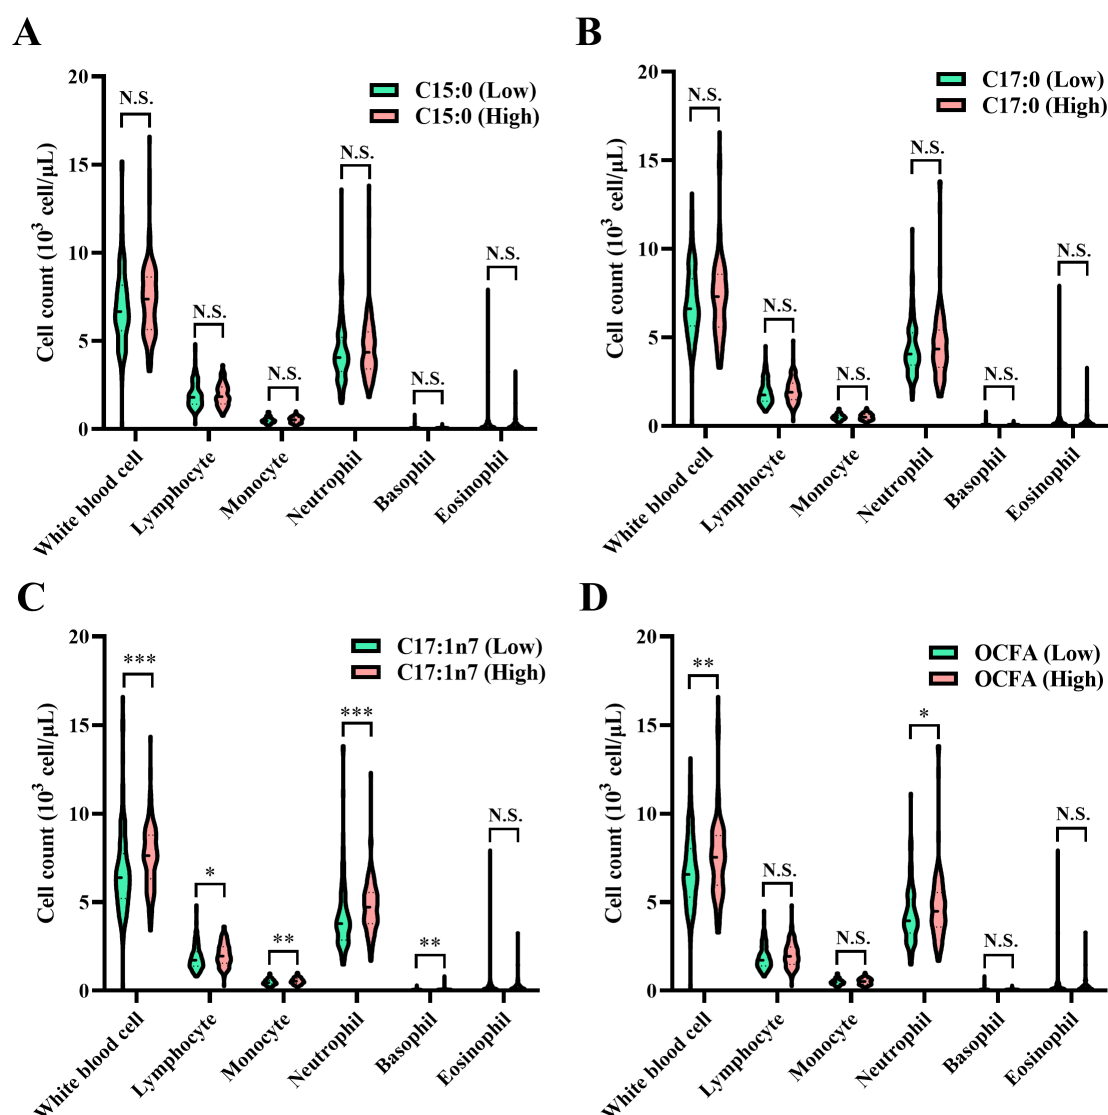 A
C15:0 (Low)
C15:0 (High)
Cell count (10³ cell/µL)
20
15
10
5
0
N.S.
N.S.
N.S.
N.S.
N.S.
N.S.
White blood cell
Lymphocyte
Monocyte
Neutrophil
Basophil
Eosinophil
B
C17:0 (Low)
C17:0 (High)
Cell count (10³ cell/µL)
20
15
10
5
0
N.S.
N.S.
N.S.
N.S.
N.S.
N.S.
White blood cell
Lymphocyte
Monocyte
Neutrophil
Basophil
Eosinophil
C
C17:1n7 (Low)
C17:1n7 (High)
Cell count (10³ cell/µL)
20
15
10
5
0
***
*
**
***
**
N.S.
White blood cell
Lymphocyte
Monocyte
Neutrophil
Basophil
Eosinophil
D
OCFA (Low)
OCFA (High)
Cell count (10³ cell/µL)
20
15
10
5
0
**
N.S.
N.S.
*
N.S.
N.S.
White blood cell
Lymphocyte
Monocyte
Neutrophil
Basophil
Eosinophil